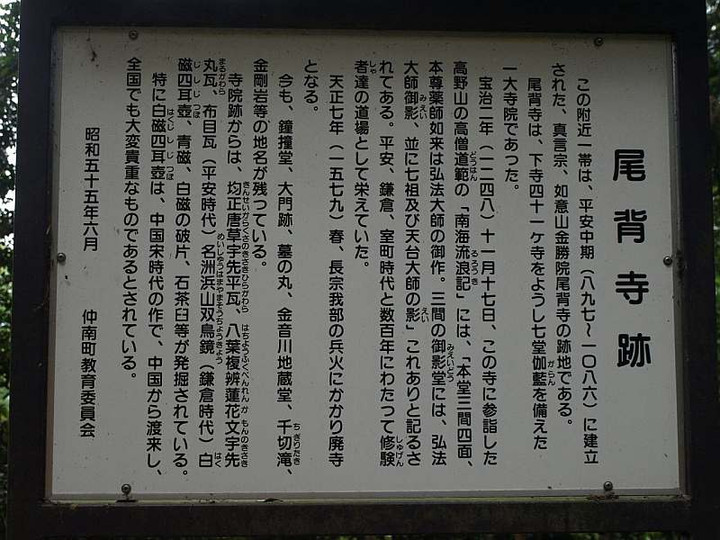 尾背寺跡
この附近一帯は、平安中期（八九七～一〇八六）に建立
された、真言宗、如意山金勝院尾背寺の跡地である。
尾背寺は、下寺四十一ヶ寺をようし七堂伽藍を備えた
一大寺院であった。
宝治二年（一二四八）十一月十七日、この寺に参詣した
高野山の高僧道範の「南海流浪記」には、「本堂三間四面、
本尊薬師如来は弘法大師の御作。三間の御影堂には、弘法
大師御影、並に七祖及び天台大師の影」これありと記るさ
れてある。平安、鎌倉、室町時代と数百年にわたって修験
者達の道場として栄えていた。
天正七年（一五七九）春、長宗我部の兵火にかかり廃寺
となる。
今も、鐘撞堂、大門跡、墓の丸、金音川地蔵堂、千切滝、
金剛岩等の地名が残っている。
寺院跡からは、均正唐草宇先平瓦、八葉複辨蓮花文宇先
丸瓦、布目瓦（平安時代）名洲浜山双鳥鏡（鎌倉時代）白
磁四耳壺、青磁、白磁の破片、石茶臼等が発掘されている。
特に白磁四耳壺は、中国宋時代の作で、中国から渡来し、
全国でも大変貴重なものであるとされている。
昭和五十五年六月　仲南町教育委員会